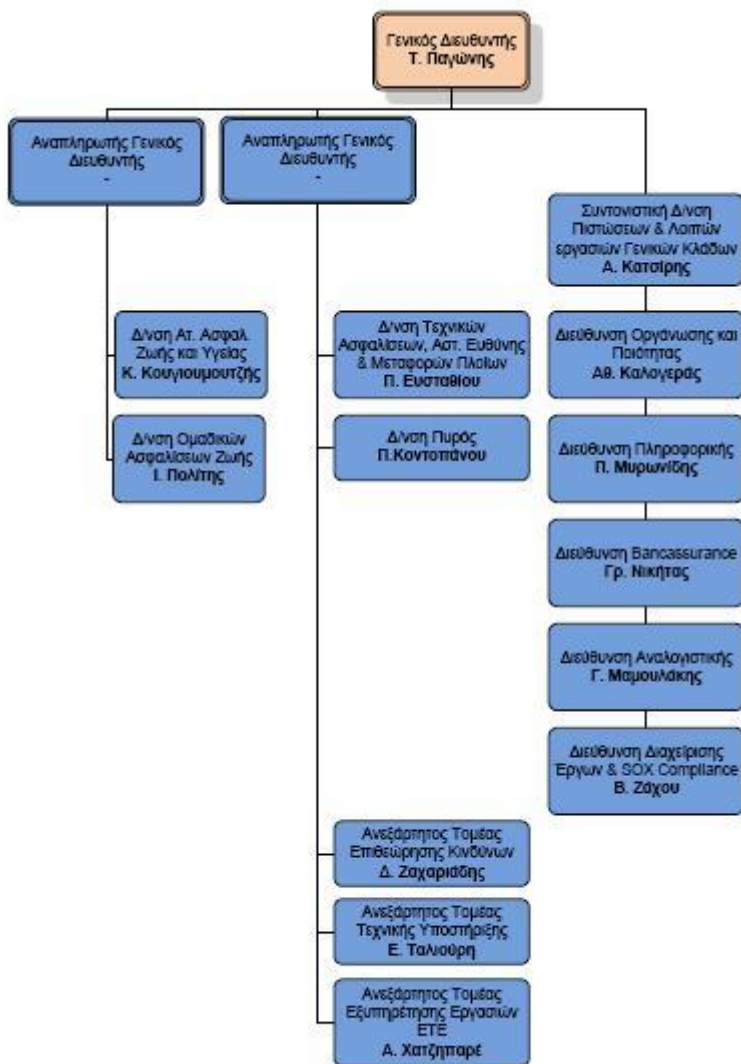 Γενικός Διευθυντής
Τ. Παγώνης
Αναπληρωτής Γενικός
Διευθυντής
-
Αναπληρωτής Γενικός
Διευθυντής
-
Συντονιστική Δ/νση
Πιστώσεων & Λοιπών
εργασιών Γενικών Κλάδων
Α. Κατσίρης
Δ/νση Ατ. Ασφαλ.
Ζωής και Υγείας
Κ. Κουγιουμουτζής
Δ/νση Τεχνικών
Ασφαλίσεων, Αστ. Ευθύνης
& Μεταφορών Πλοίων
Π. Ευσταθίου
Διεύθυνση Οργάνωσης και
Ποιότητας
Αθ. Καλογεράς
Δ/νση Ομαδικών
Ασφαλίσεων Ζωής
Ι. Πολίτης
Δ/νση Πυρός
Π.Κοντοπάνου
Διεύθυνση Πληροφορικής
Π. Μυρωνίδης
Διεύθυνση Bancassurance
Γρ. Νικήτας
Διεύθυνση Αναλογιστικής
Γ. Μαμουλάκης
Διεύθυνση Διαχείρισης
Έργων & SOX Compliance
Β. Ζάχου
Ανεξάρτητος Τομέας
Επιθεώρησης Κινδύνων
Δ. Ζαχαριάδης
Ανεξάρτητος Τομέας
Τεχνικής Υποστήριξης
Ε. Ταλιούρη
Ανεξάρτητος Τομέας
Εξυπηρέτησης Εργασιών
ΕΤΕ
Α. Χατζηπαρέ